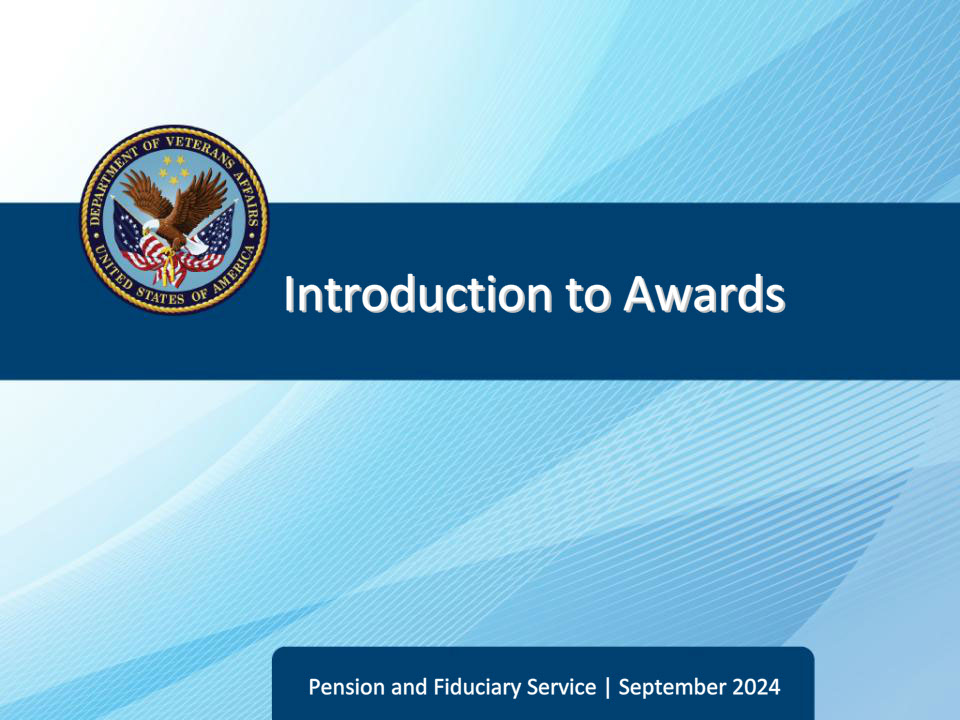 DEPARTMENT OF VETERANS AFFAIRS
UNITED STATES OF AMERICA
Introduction to Awards
Pension and Fiduciary Service | September 2024